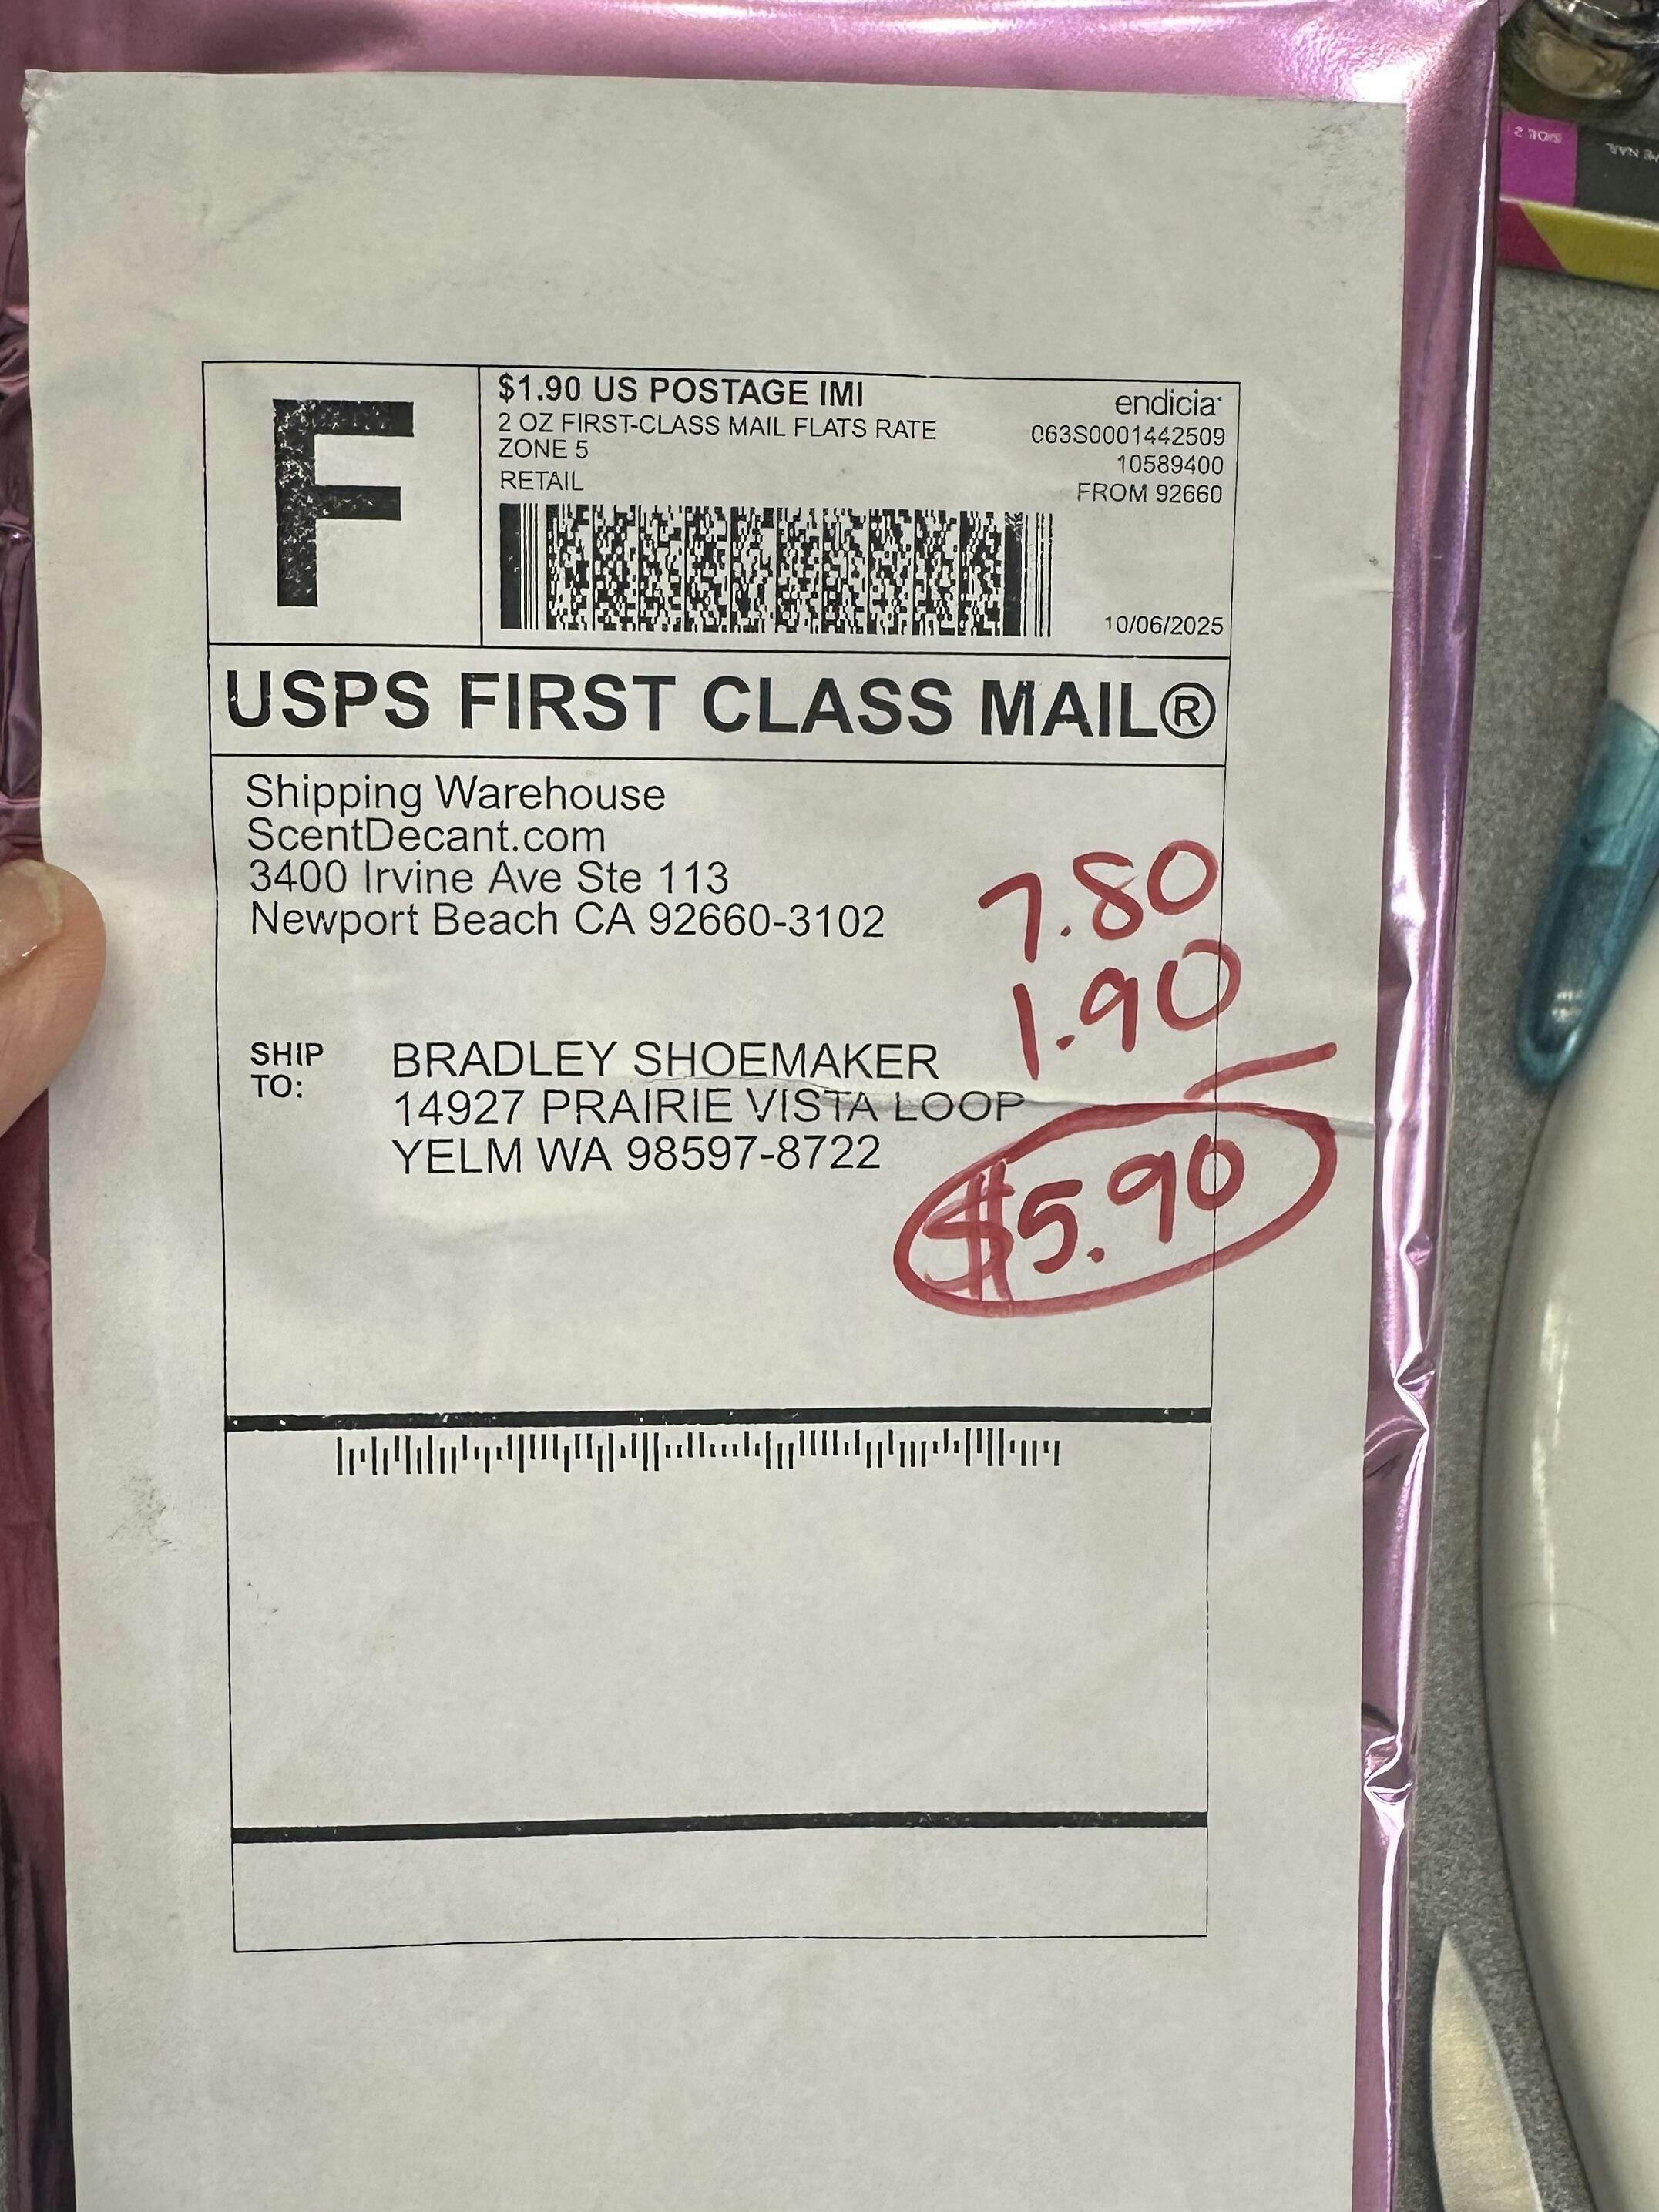 F
$1.90 US POSTAGE IMI
2 OZ FIRST-CLASS MAIL FLATS RATE
ZONE 5
RETAIL
endicia
063S0001442509
10589400
FROM 92660
10/06/2025
USPS FIRST CLASS MAIL®
Shipping Warehouse
ScentDecant.com
3400 Irvine Ave Ste 113
Newport Beach CA 92660-3102
7.80
1.90
$5.90
SHIP TO:
BRADLEY SHOEMAKER
14927 PRAIRIE VISTA LOOP
YELM WA 98597-8722